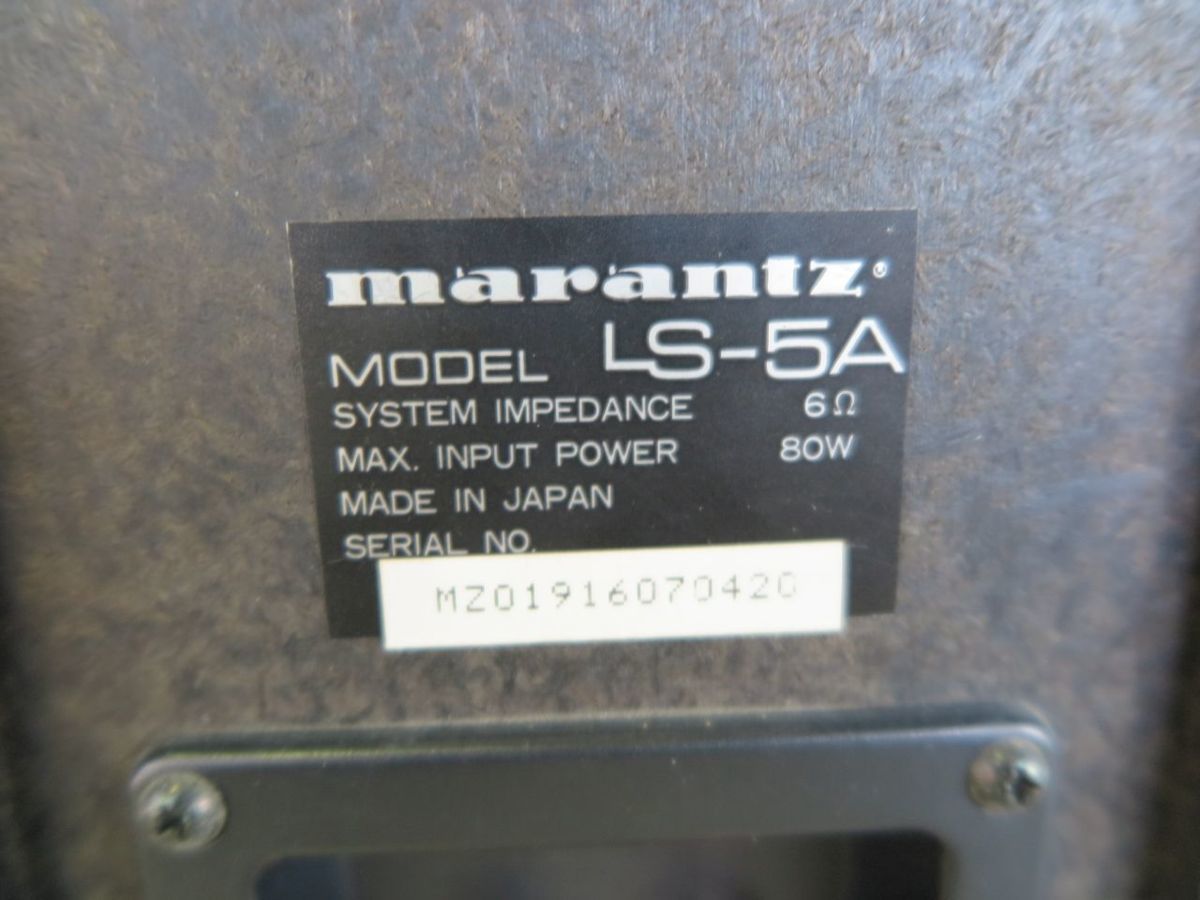 marantz®
MODEL LS-5A
SYSTEM IMPEDANCE 6Ω
MAX. INPUT POWER 80W
MADE IN JAPAN
SERIAL NO.
MZ01916070420